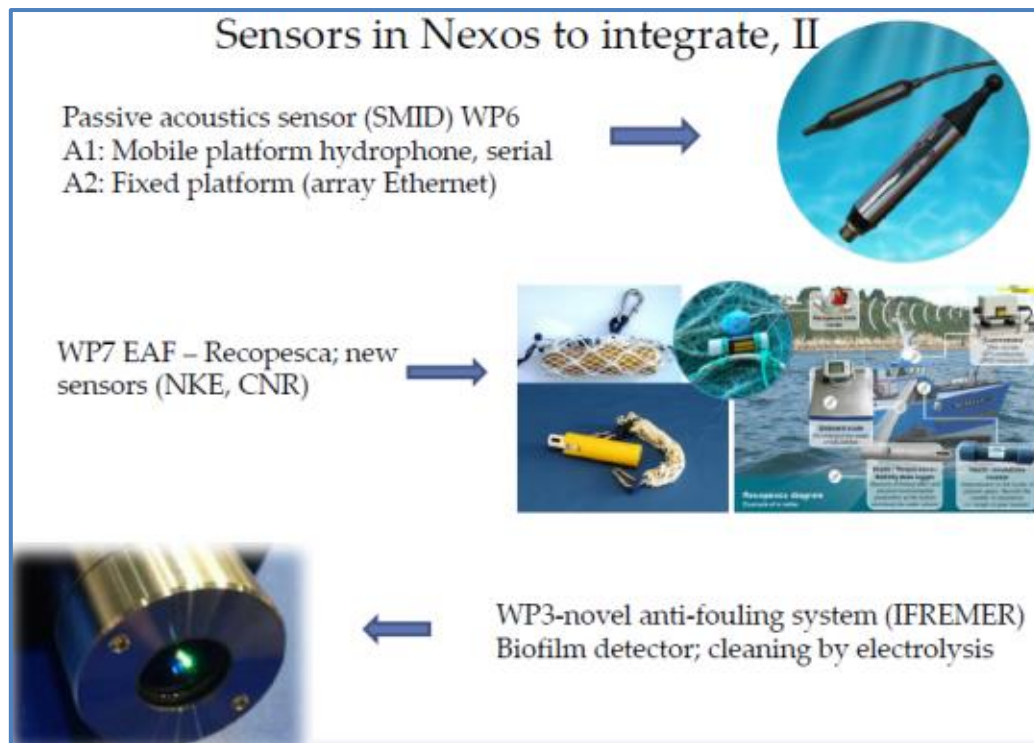 Sensors in Nexos to integrate, II
Passive acoustics sensor (SMID) WP6
A1: Mobile platform hydrophone, serial
A2: Fixed platform (array Ethernet)
WP7 EAF – Recopesca; new
sensors (NKE, CNR)
Recopesca diagram
WP3-novel anti-fouling system (IFREMER)
Biofilm detector; cleaning by electrolysis